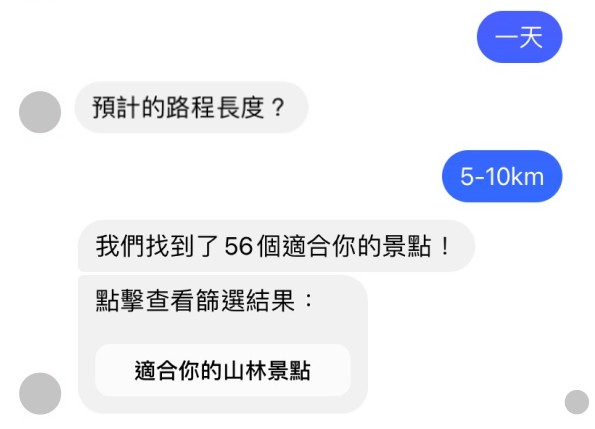 一天
預計的路程長度？
5-10km
我們找到了56個適合你的景點！
點擊查看篩選結果：
適合你的山林景點